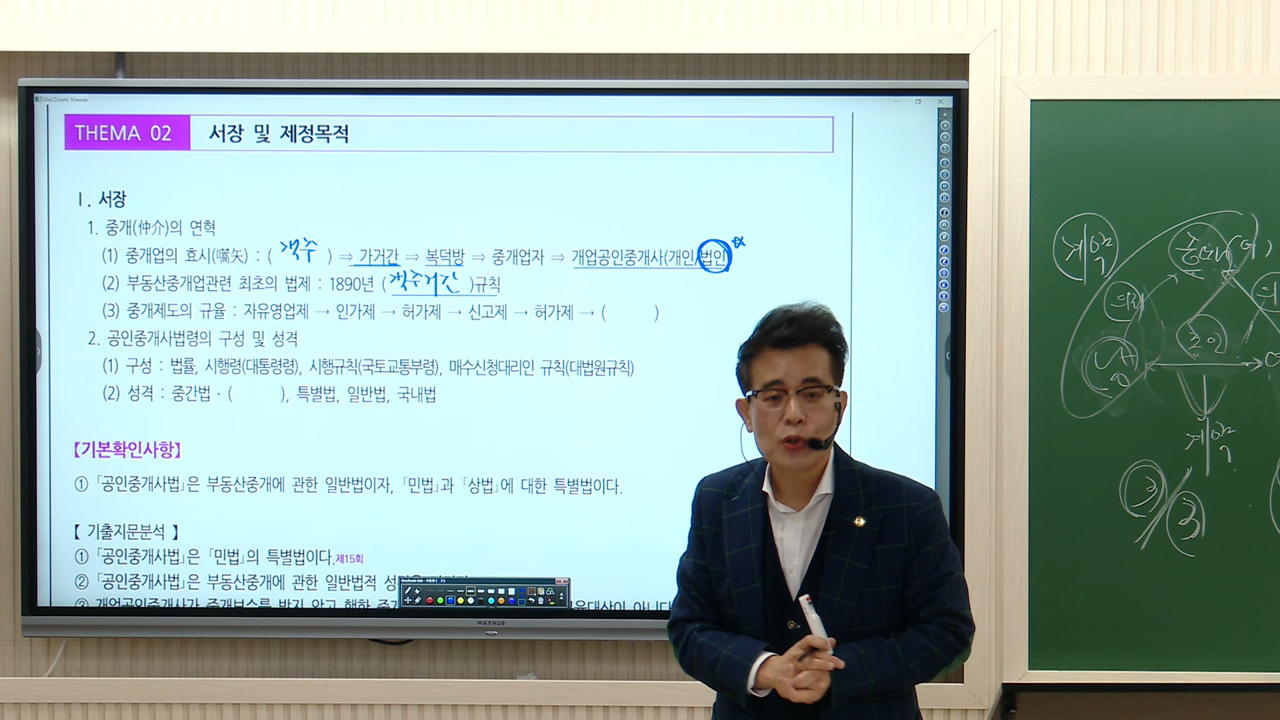 DocZoom Viewer
THEMA 02 서장 및 제정목적
Ⅰ. 서장
1. 중개(仲介)의 연혁
(1) 중개업의 효시(嚆矢) : ( 객주 ) ⇒ 가거간 ⇒ 복덕방 ⇒ 중개업자 ⇒ 개업공인중개사(개인/법인)
(2) 부동산중개업관련 최초의 법제 : 1890년 ( 객주거간 )규칙
(3) 중개제도의 규율 : 자유영업제 → 인가제 → 허가제 → 신고제 → 허가제 → ( )
2. 공인중개사법령의 구성 및 성격
(1) 구성 : 법률, 시행령(대통령령), 시행규칙(국토교통부령), 매수신청대리인 규칙(대법원규칙)
(2) 성격 : 중간법 · ( ), 특별법, 일반법, 국내법
【기본확인사항】
① 「공인중개사법」은 부동산중개에 관한 일반법이자, 「민법」과 「상법」에 대한 특별법이다.
【 기출지문분석 】
① 「공인중개사법」은 「민법」의 특별법이다. 제15회
② 「공인중개사법」은 부동산중개에 관한 일반법적
MAXHUB
계약
계약